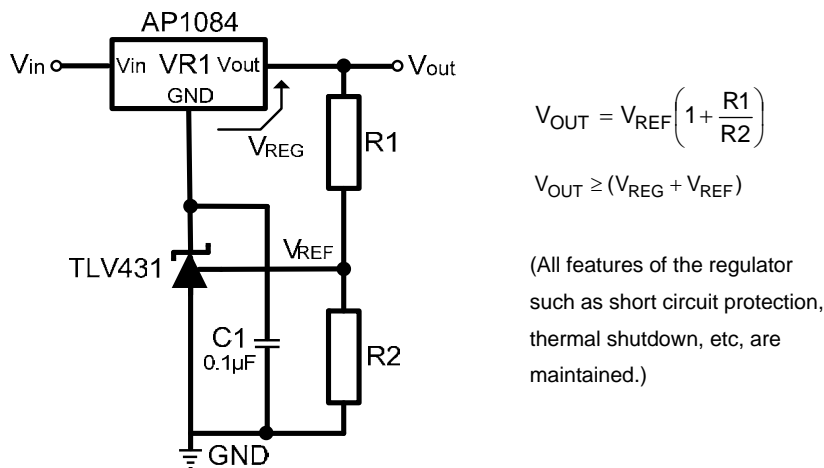 AP1084
Vin
Vin VR1 Vout
GND
Vout
VREG
R1
VREF
TLV431
C1
0.1µF
R2
GND
VOUT = VREF(1 + R1/R2)
VOUT ≥ (VREG + VREF)
(All features of the regulator
such as short circuit protection,
thermal shutdown, etc, are
maintained.)